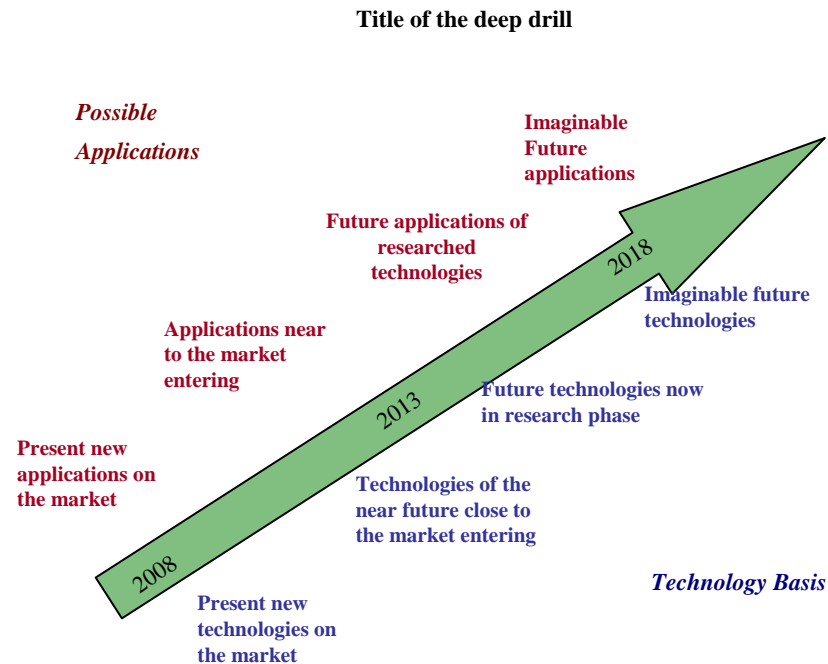 Title of the deep drill
Possible
Applications
Imaginable
Future
applications
Future applications of
researched
technologies
2018
Imaginable future
technologies
Applications near
to the market
entering
Future technologies now
in research phase
2013
Present new
applications on
the market
Technologies of the
near future close to
the market entering
2008
Technology Basis
Present new
technologies on
the market